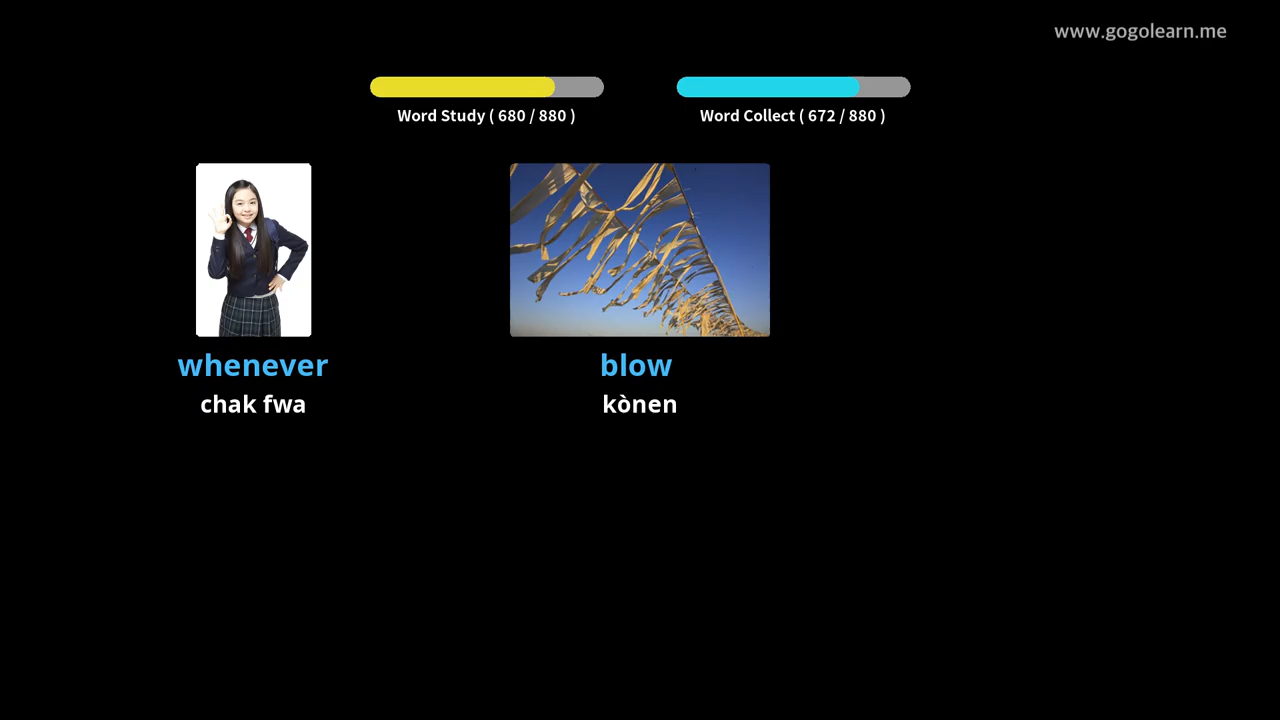 www.gogolearn.me
Word Study ( 680 / 880 )
Word Collect ( 672 / 880 )
whenever
chak fwa
blow
kònen